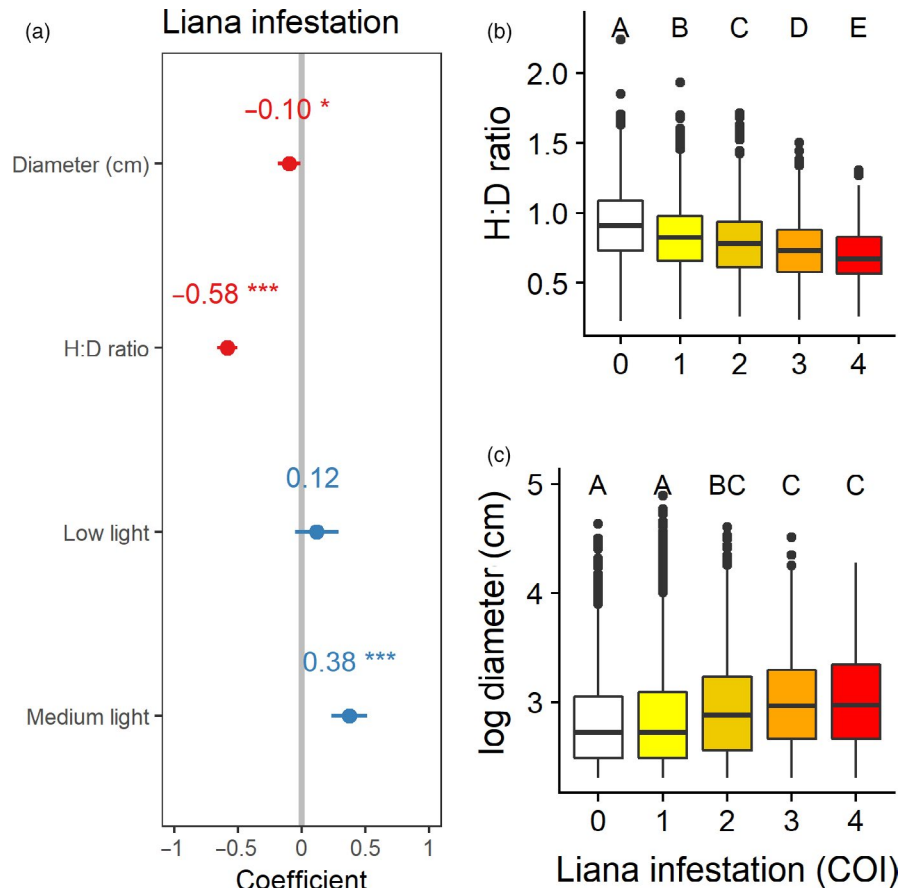 (a)
Liana infestation
−0.10 *
Diameter (cm)
−0.58 ***
H:D ratio
0.12
Low light
0.38 ***
Medium light
−1 −0.5 0 0.5 1
Coefficient
(b)
A B C D E
H:D ratio
2.0
1.5
1.0
0.5
0 1 2 3 4
(c)
A A BC C C
log diameter (cm)
5
4
3
0 1 2 3 4
Liana infestation (COI)